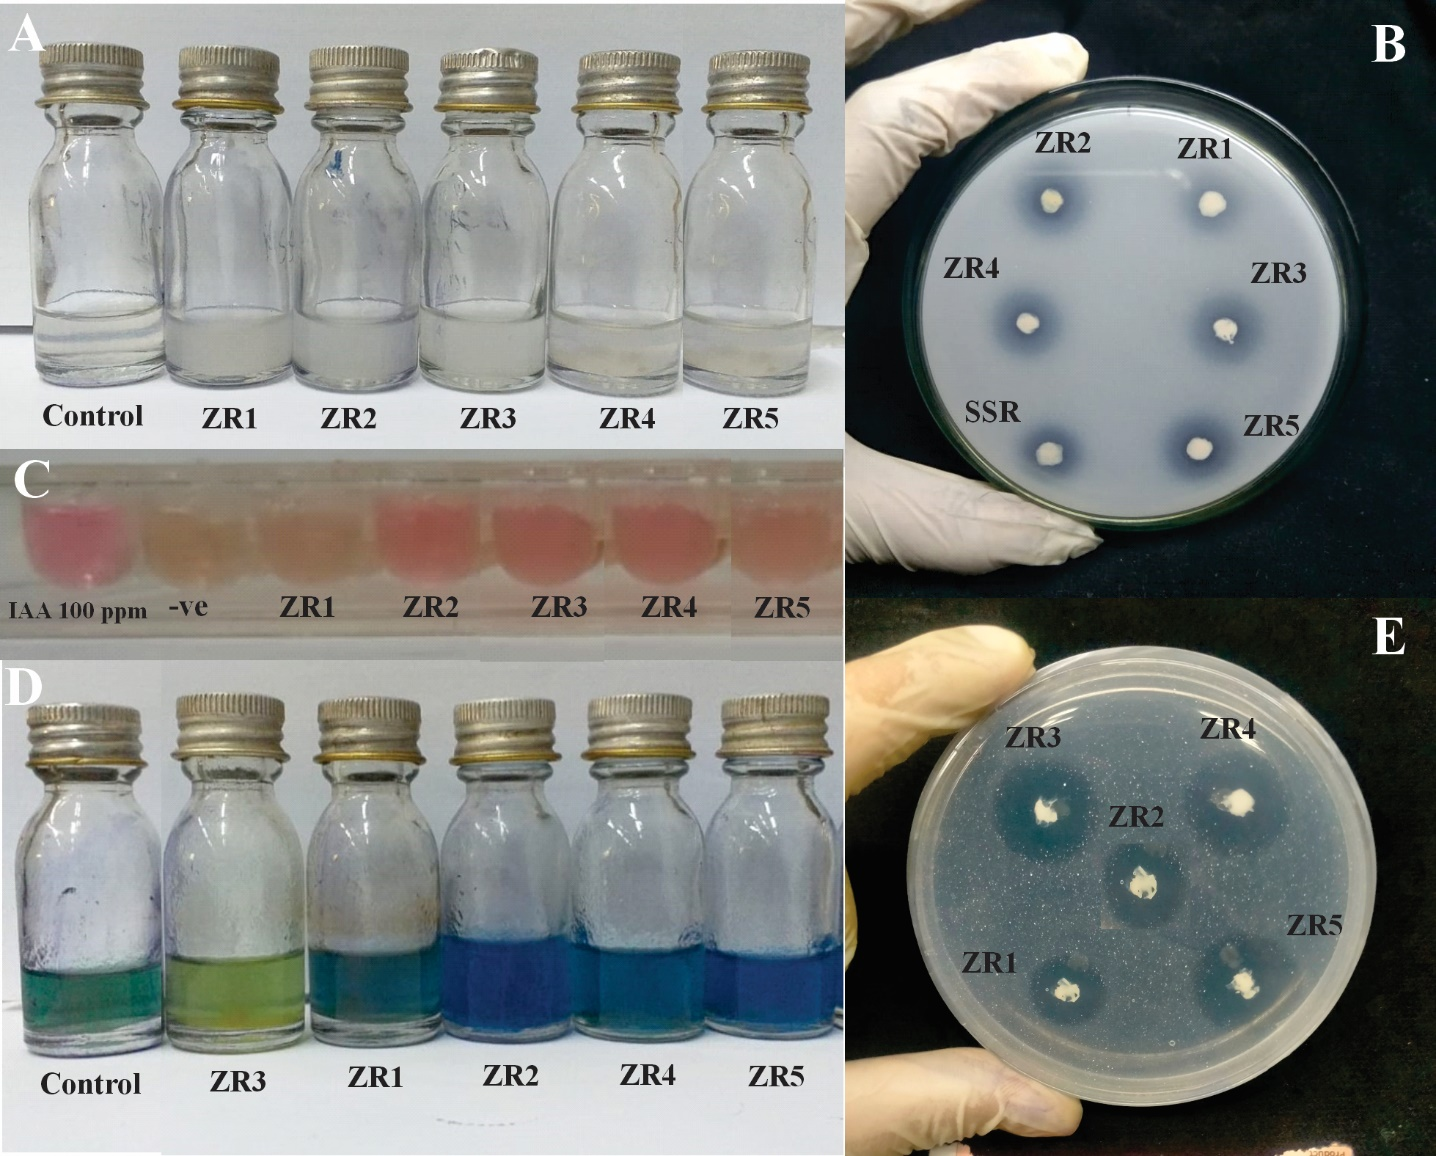 A
Control ZR1 ZR2 ZR3 ZR4 ZR5
B
ZR2 ZR1
ZR4 ZR3
SSR ZR5
C
IAA 100 ppm -ve ZR1 ZR2 ZR3 ZR4 ZR5
D
Control ZR3 ZR1 ZR2 ZR4 ZR5
E
ZR3 ZR4
ZR2
ZR1 ZR5